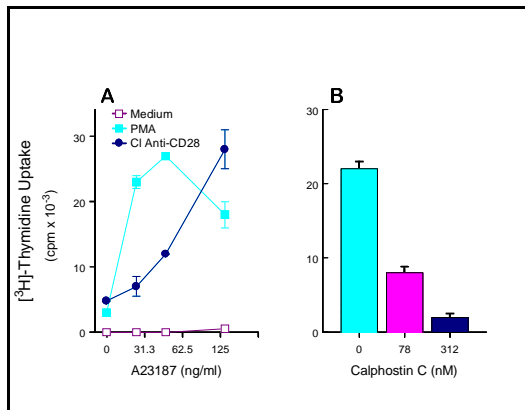 A
B
Medium
PMA
Cl Anti-CD28
[³H]-Thymidine Uptake
(cpm x 10⁻³)
30
20
10
0
0 31.3 62.5 125
A23187 (ng/ml)
30
20
10
0
0 78 312
Calphostin C (nM)